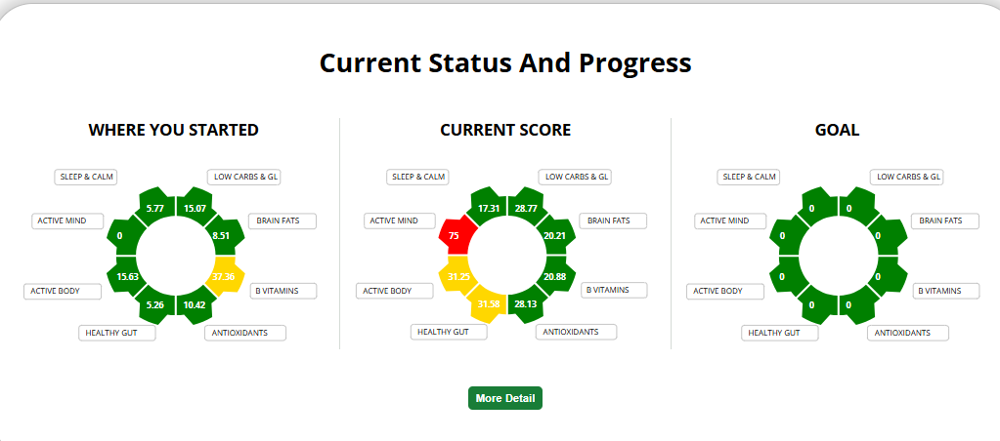 Current Status And Progress
WHERE YOU STARTED
SLEEP & CALM
LOW CARBS & GL
ACTIVE MIND
BRAIN FATS
ACTIVE BODY
B VITAMINS
HEALTHY GUT
ANTIOXIDANTS
5.77
15.07
0
8.51
15.63
37.36
5.26
10.42
CURRENT SCORE
SLEEP & CALM
LOW CARBS & GL
ACTIVE MIND
BRAIN FATS
ACTIVE BODY
B VITAMINS
HEALTHY GUT
ANTIOXIDANTS
17.31
28.77
75
20.21
31.25
20.88
31.58
28.13
GOAL
SLEEP & CALM
LOW CARBS & GL
ACTIVE MIND
BRAIN FATS
ACTIVE BODY
B VITAMINS
HEALTHY GUT
ANTIOXIDANTS
0
0
0
0
0
0
0
0
More Detail